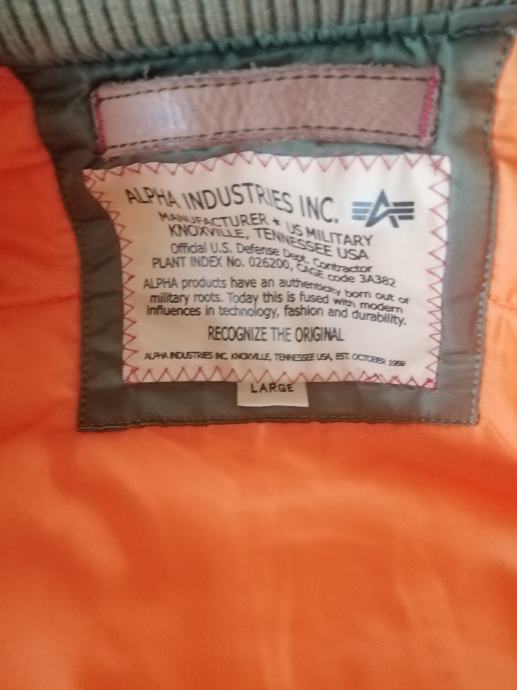 ALPHA INDUSTRIES INC.
MANUFACTURER ★ US MILITARY
KNOXVILLE, TENNESSEE USA
Official U.S. Defense Dept. Contractor
PLANT INDEX No. 026200, CAGE code 3A382
ALPHA products have an authenticity born out of
military roots. Today this is fused with modern
influences in technology, fashion and durability.
RECOGNIZE THE ORIGINAL
ALPHA INDUSTRIES INC. KNOXVILLE, TENNESSEE USA, EST. OCTOBER 1959
LARGE